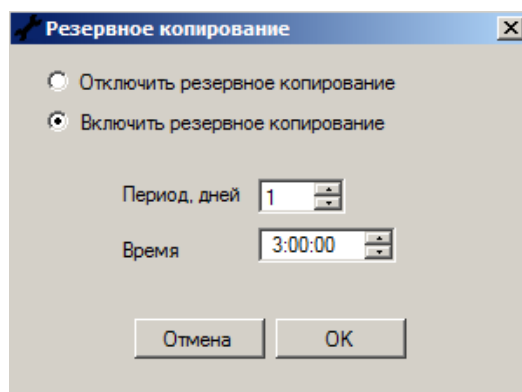 Резервное копирование
Отключить резервное копирование
Включить резервное копирование
Период, дней 1
Время 3:00:00
Отмена OK